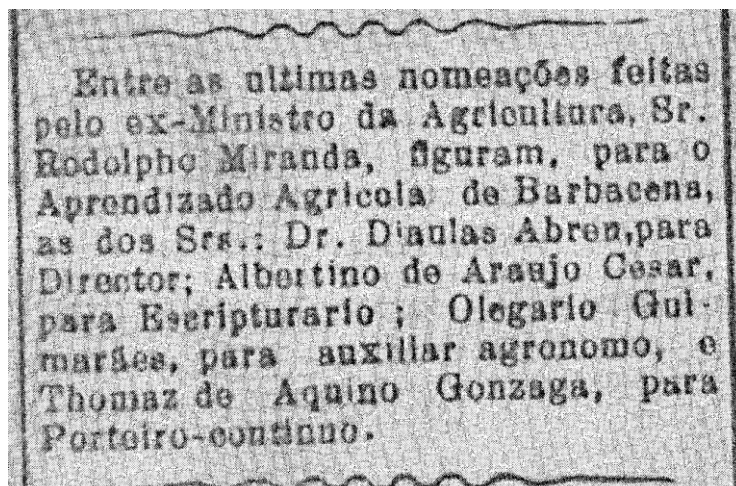 Entre as ultimas nomeações feitas
pelo ex-Ministro da Agricultura, Sr.
Rodolpho Miranda, figuram, para o
Aprendizado Agricola de Barbacena,
as dos Srs.: Dr. Diaulas Abreu,para
Director; Albertino de Araujo Cesar,
para Escripturario ; Olegario Gui-
marães, para auxiliar agronomo, e
Thomaz de Aquino Gonzaga, para
Porteiro-continuo.